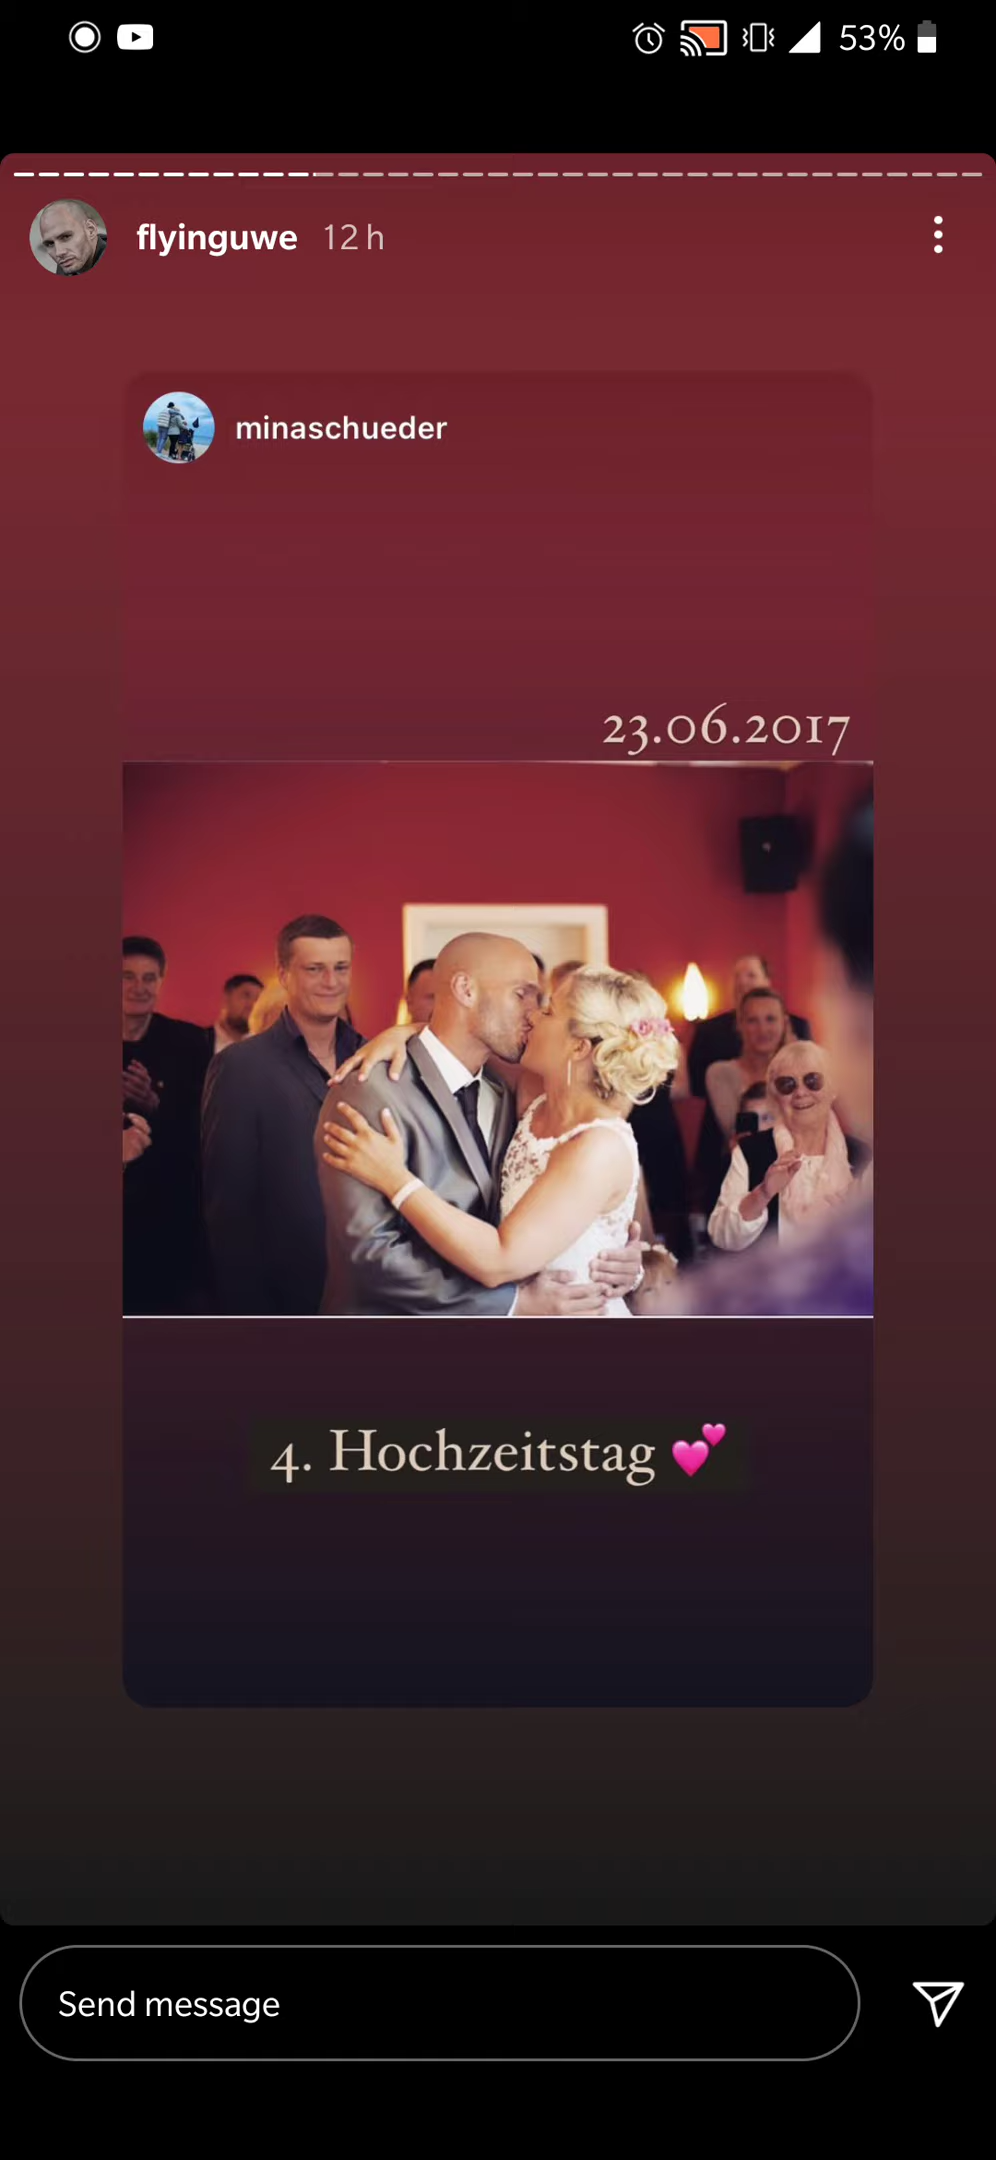 53%
flyinguwe 12 h
minaschueder
23.06.2017
4. Hochzeitstag 💕
Send message